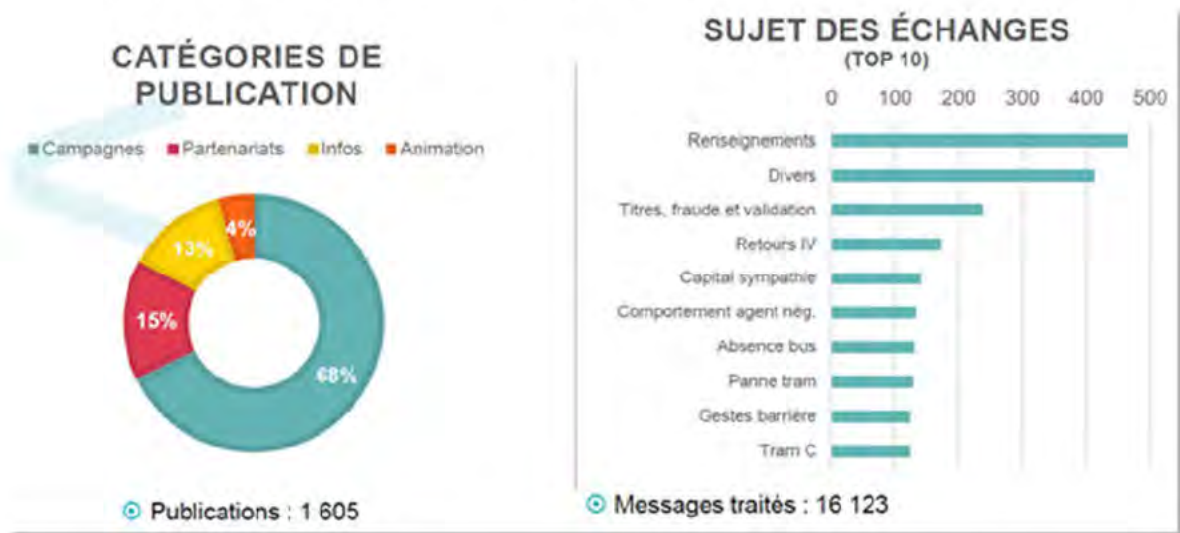 CATÉGORIES DE
PUBLICATION
Campagnes Partenariats Infos Animation
4%
13%
15%
68%
Publications : 1 605
SUJET DES ÉCHANGES
(TOP 10)
0 100 200 300 400 500
Renseignements
Divers
Titres, fraude et validation
Retours IV
Capital sympathie
Comportement agent nég.
Absence bus
Panne tram
Gestes barrière
Tram C
Messages traités : 16 123